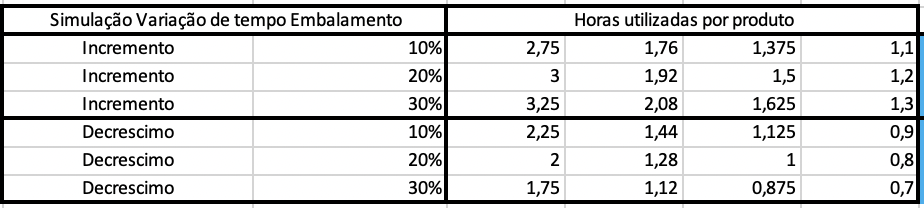 Simulação Variação de tempo Embalamento Horas utilizadas por produto
Incremento 10% 2,75 1,76 1,375 1,1
Incremento 20% 3 1,92 1,5 1,2
Incremento 30% 3,25 2,08 1,625 1,3
Decrescimo 10% 2,25 1,44 1,125 0,9
Decrescimo 20% 2 1,28 1 0,8
Decrescimo 30% 1,75 1,12 0,875 0,7